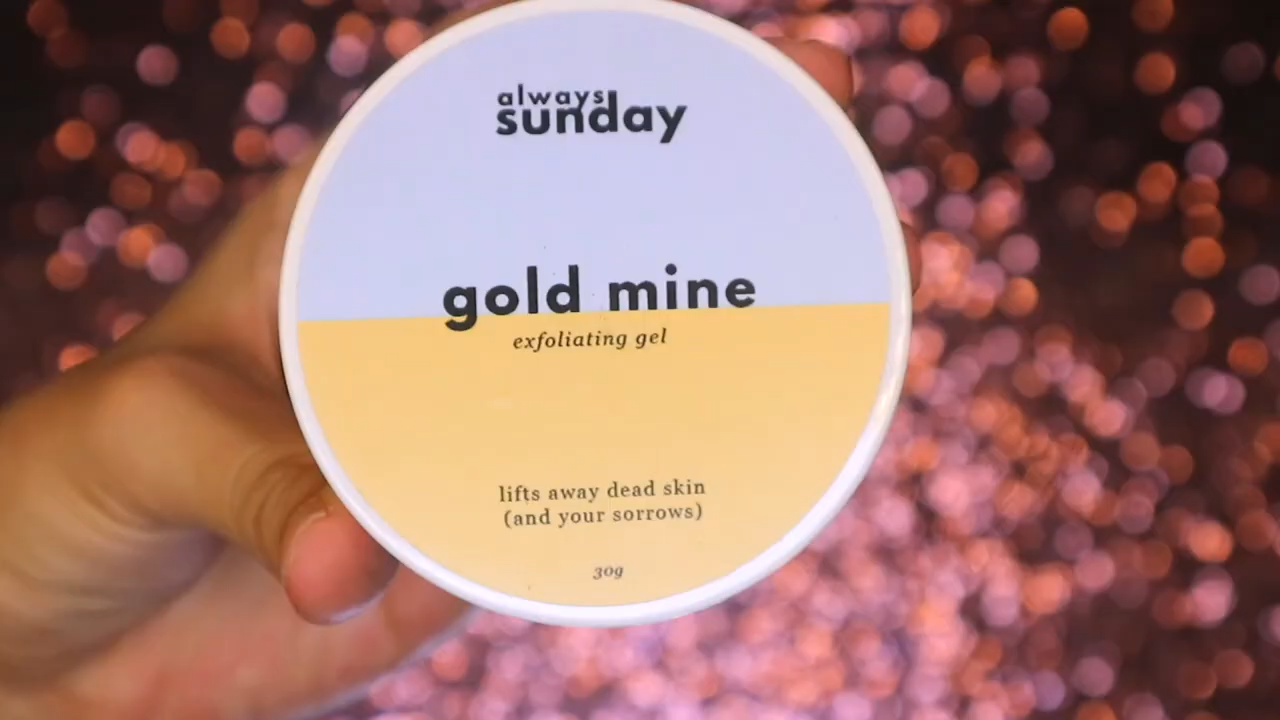 always
sunday
gold mine
exfoliating gel
lifts away dead skin
(and your sorrows)
30g